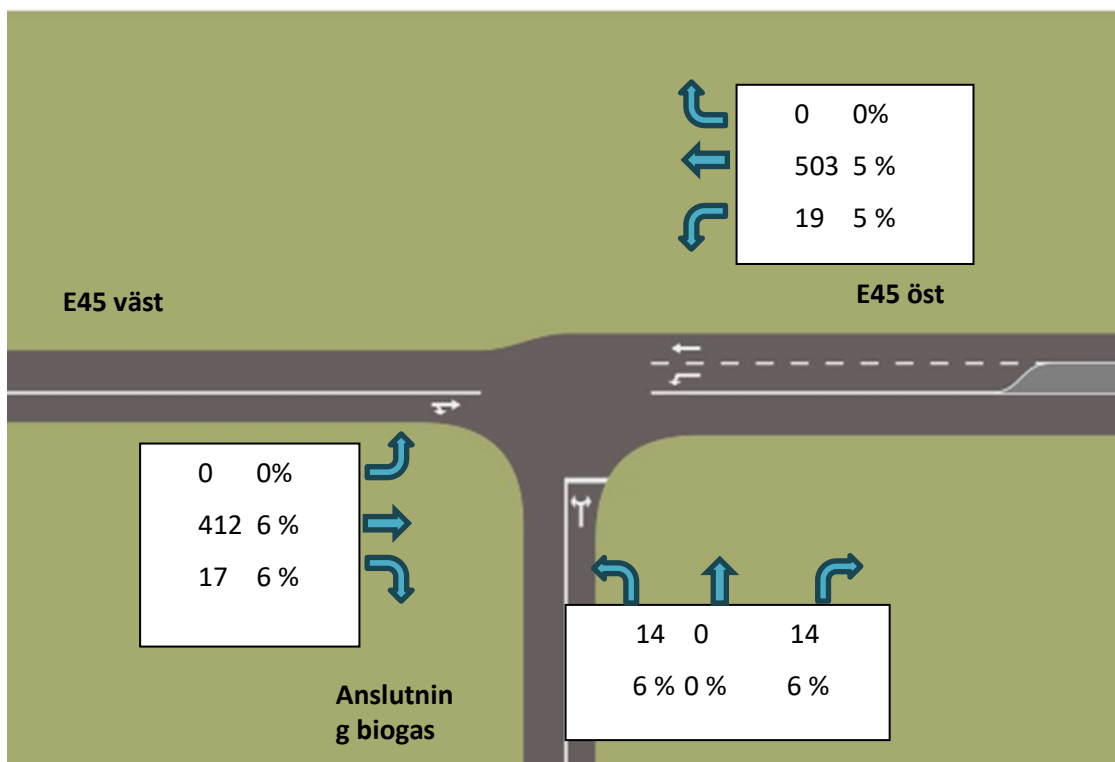 0 0%
503 5 %
19 5 %
E45 väst
E45 öst
0 0%
412 6 %
17 6 %
14 0 14
6 % 0 % 6 %
Anslutnin
g biogas